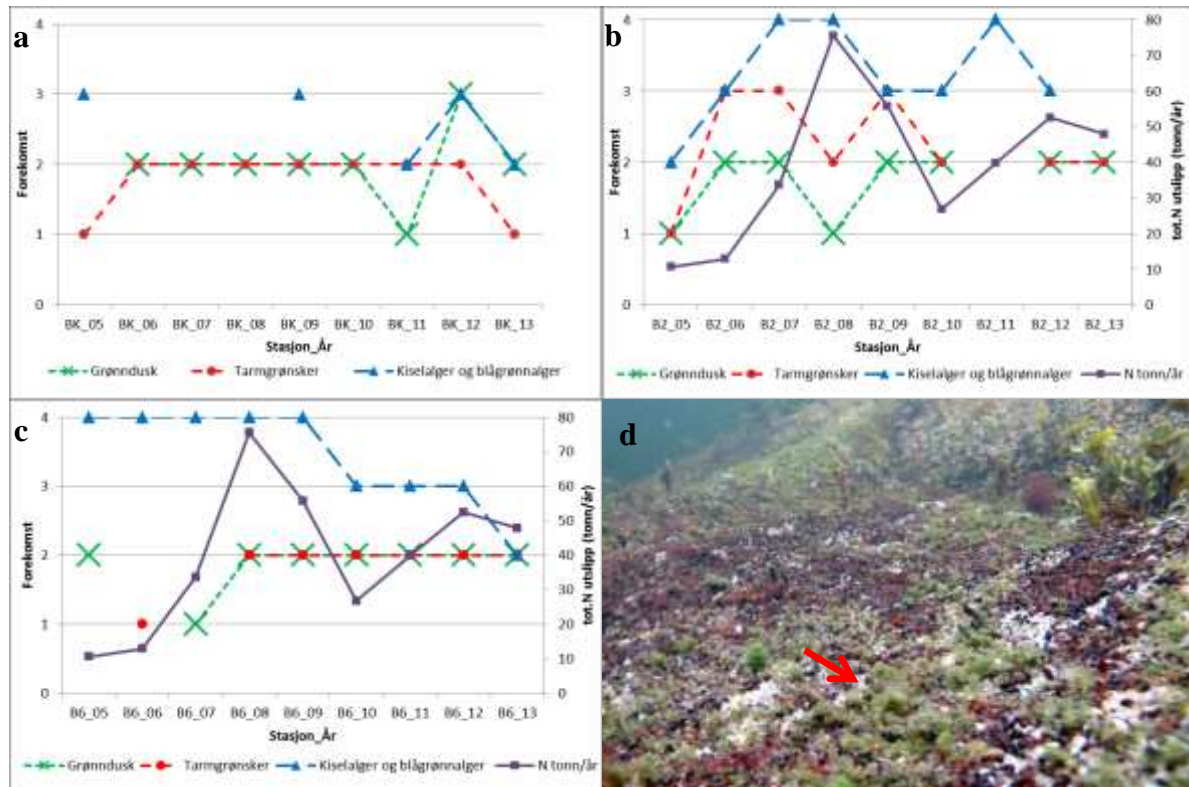 a
4
3
2
1
0
Forekomst
BK_05 BK_06 BK_07 BK_08 BK_09 BK_10 BK_11 BK_12 BK_13
Stasjon_År
Grønndusk Tarmgrønsker Kiselalger og blågrønnalger
b
4
3
2
1
0
Forekomst
80
70
60
50
40
30
20
10
0
tot.N utslipp (tonn/år)
B2_05 B2_06 B2_07 B2_08 B2_09 B2_10 B2_11 B2_12 B2_13
Stasjon_År
Grønndusk Tarmgrønsker Kiselalger og blågrønnalger N tonn/år
c
4
3
2
1
0
Forekomst
80
70
60
50
40
30
20
10
0
tot.N utslipp (tonn/år)
B6_05 B6_06 B6_07 B6_08 B6_09 B6_10 B6_11 B6_12 B6_13
Stasjon_År
Grønndusk Tarmgrønsker Kiselalger og blågrønnalger N tonn/år
d